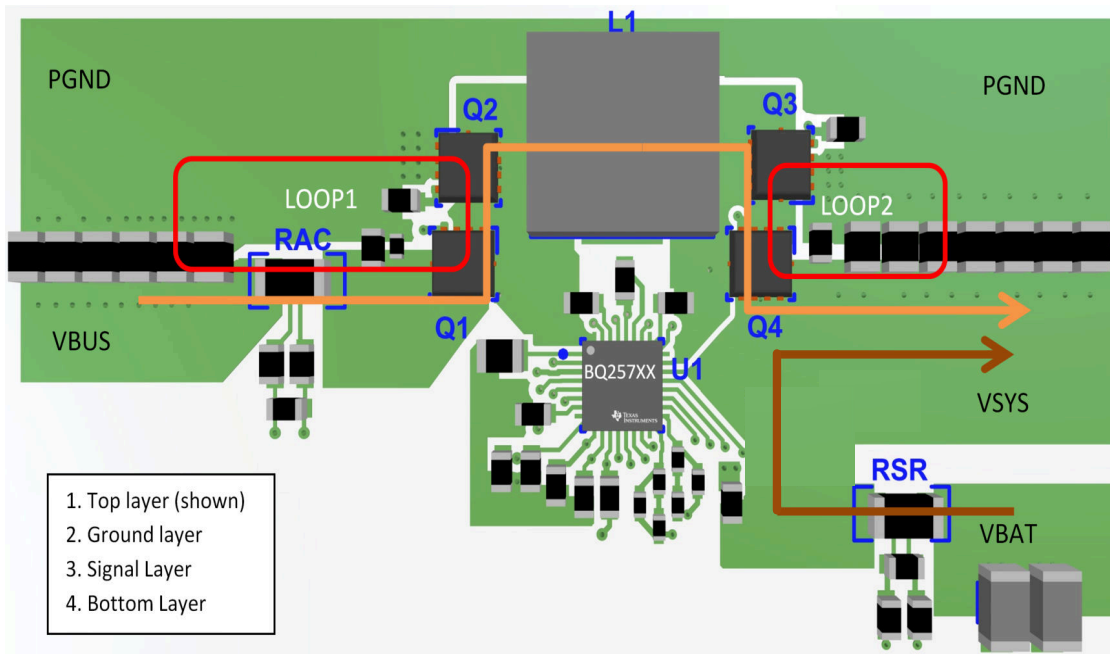 L1
PGND
Q2
Q3
PGND
LOOP1
LOOP2
RAC
VBUS
Q1
Q4
BQ257XX
U1
TEXAS
INSTRUMENTS
VSYS
RSR
VBAT
1. Top layer (shown)
2. Ground layer
3. Signal Layer
4. Bottom Layer